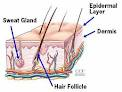 Epidermal
Layer
Sweat Gland
Dermis
Hair Follicle